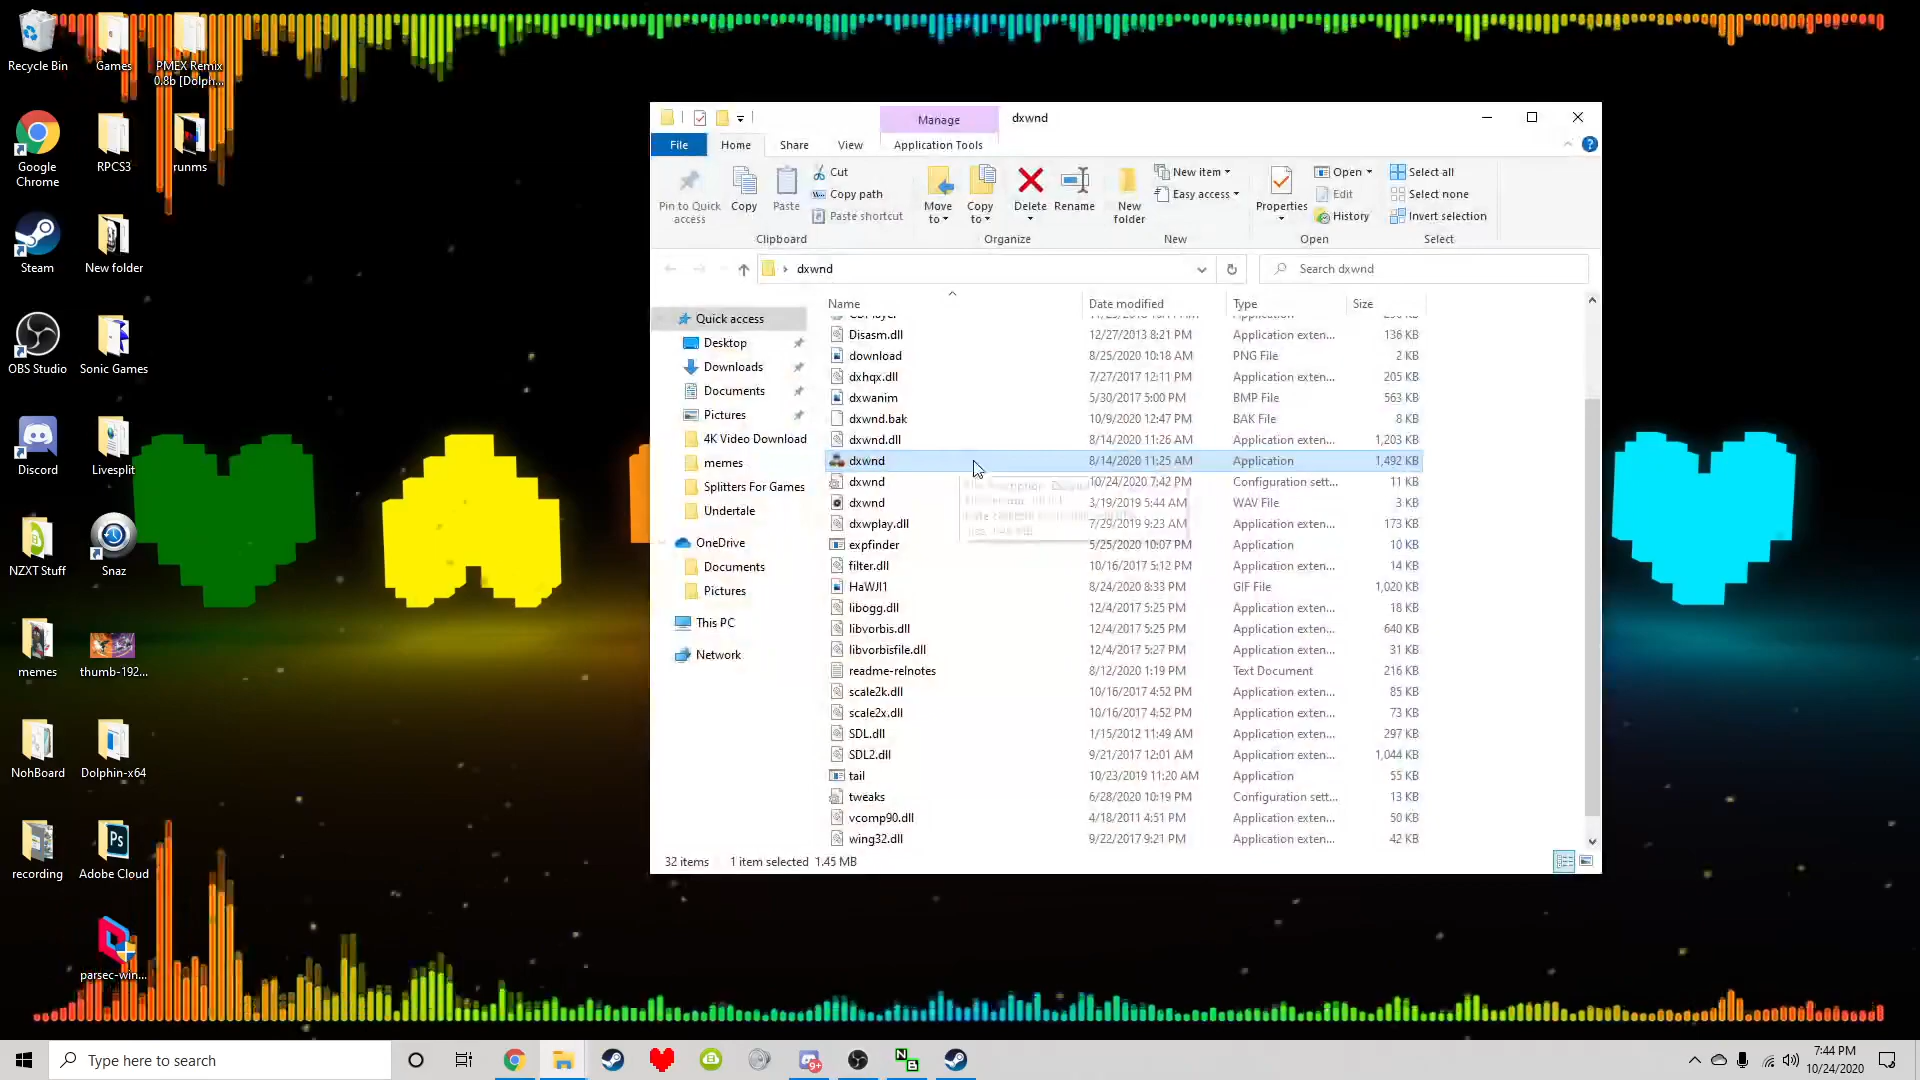 Recycle Bin
Games
PMEX Remix
0.8b [Dolph...
Google
Chrome
RPCS3
runms
Steam
New folder
OBS Studio
Sonic Games
Discord
Livesplit
NZXT Stuff
Snaz
memes
thumb-192...
NohBoard
Dolphin-x64
recording
Adobe Cloud
parsec-win...
Manage
dxwnd
File
Home
Share
View
Application Tools
Pin to Quick
access
Copy
Paste
Cut
Copy path
Paste shortcut
Clipboard
Move
to
Copy
to
Delete
Rename
Organize
New
folder
New item
Easy access
New
Properties
Open
Edit
History
Open
Select all
Select none
Invert selection
Select
dxwnd
Search dxwnd
Quick access
Desktop
Downloads
Documents
Pictures
4K Video Download
memes
Splitters For Games
Undertale
OneDrive
Documents
Pictures
This PC
Network
Name Date modified Type Size
Disasm.dll 12/27/2013 8:21 PM Application exten... 136 KB
download 8/25/2020 10:18 AM PNG File 2 KB
dxhqx.dll 7/27/2017 12:11 PM Application exten... 205 KB
dxwanim 5/30/2017 5:00 PM BMP File 563 KB
dxwnd.bak 10/9/2020 12:47 PM BAK File 8 KB
dxwnd.dll 8/14/2020 11:26 AM Application exten... 1,203 KB
dxwnd 8/14/2020 11:25 AM Application 1,492 KB
dxwnd 10/24/2020 7:42 PM Configuration sett... 11 KB
dxwnd 3/19/2019 5:44 AM WAV File 3 KB
dxwplay.dll 7/29/2019 9:23 AM Application exten... 173 KB
expfinder 5/25/2020 10:07 PM Application 10 KB
filter.dll 10/16/2017 5:12 PM Application exten... 14 KB
HaWJI1 8/24/2020 8:33 PM GIF File 1,020 KB
libogg.dll 12/4/2017 5:25 PM Application exten... 18 KB
libvorbis.dll 12/4/2017 5:25 PM Application exten... 640 KB
libvorbisfile.dll 12/4/2017 5:27 PM Application exten... 31 KB
readme-relnotes 8/12/2020 1:19 PM Text Document 216 KB
scale2k.dll 10/16/2017 4:52 PM Application exten... 85 KB
scale2x.dll 10/16/2017 4:52 PM Application exten... 73 KB
SDL.dll 1/15/2012 11:49 AM Application exten... 297 KB
SDL2.dll 9/21/2017 12:01 AM Application exten... 1,044 KB
tail 10/23/2019 11:20 AM Application 55 KB
tweaks 6/28/2020 10:19 PM Configuration sett... 13 KB
vcomp90.dll 4/18/2011 4:51 PM Application exten... 50 KB
wing32.dll 9/22/2017 9:21 PM Application exten... 42 KB
32 items 1 item selected 1.45 MB
Type here to search
7:44 PM
10/24/2020